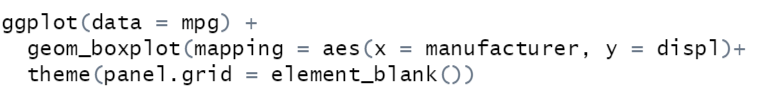 ggplot(data = mpg) +
  geom_boxplot(mapping = aes(x = manufacturer, y = displ)+
  theme(panel.grid = element_blank())